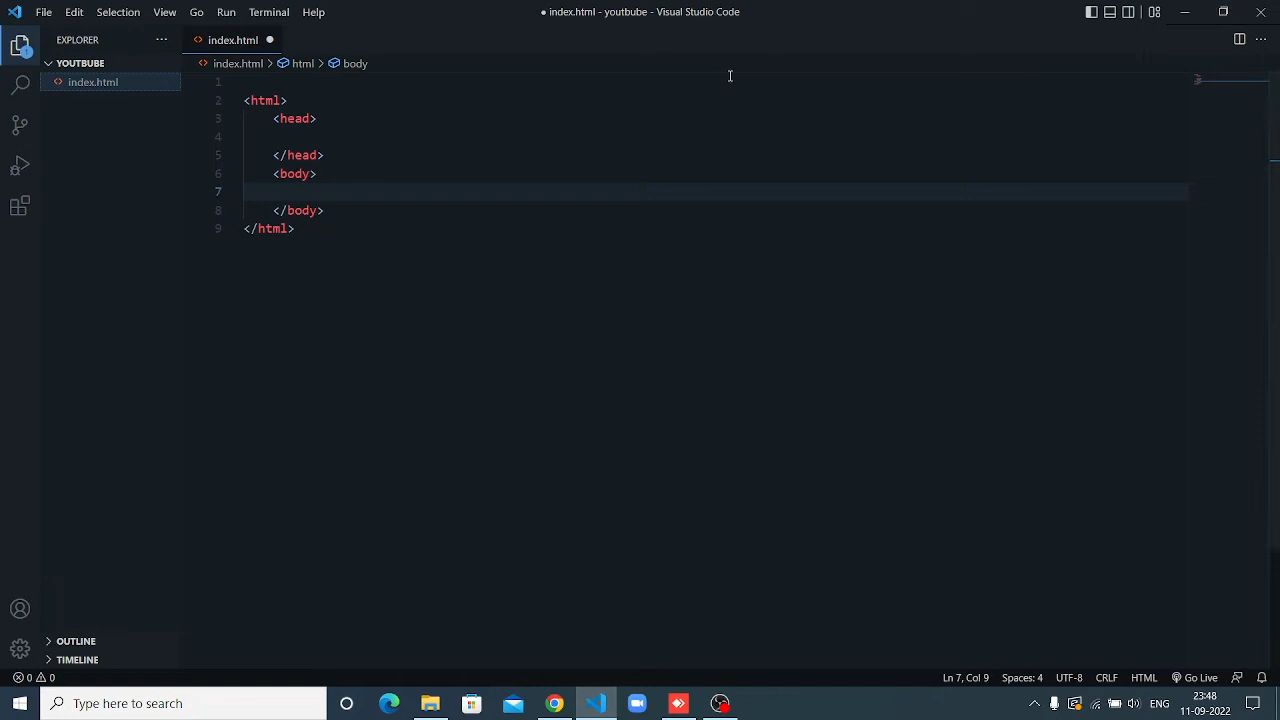 File Edit Selection View Go Run Terminal Help
● index.html - youtbube - Visual Studio Code
EXPLORER
index.html
YOUTBUBE
index.html > html > body
index.html
1
2 <html>
3 <head>
4
5 </head>
6 <body>
7
8 </body>
9 </html>
OUTLINE
TIMELINE
0 0
Ln 7, Col 9 Spaces: 4 UTF-8 CRLF HTML Go Live
Type here to search
ENG
23:48
11-09-2022
1